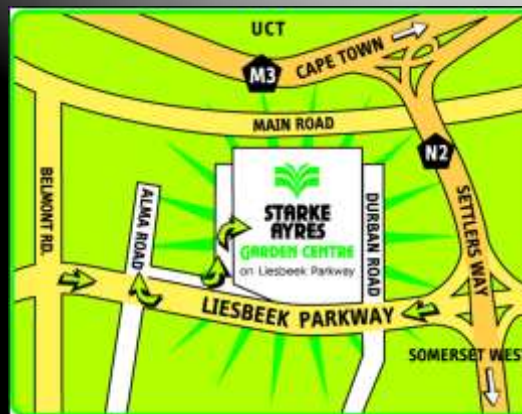 UCT
M3
CAPE TOWN
MAIN ROAD
N2
BELMONT RD.
ALMA ROAD
STARKE
AYRES
GARDEN CENTRE
on Liesbeek Parkway
DURBAN ROAD
SETTLERS WAY
LIESBEEK PARKWAY
SOMERSET WEST